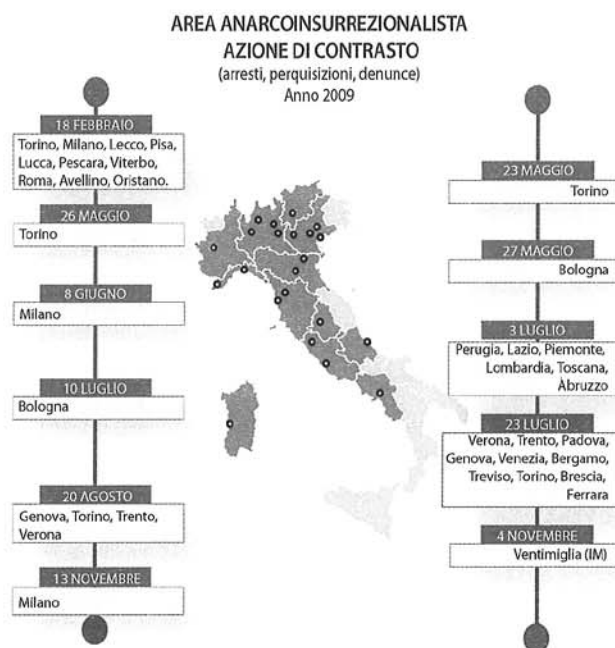 AREA ANARCOINSURREZIONALISTA
AZIONE DI CONTRASTO
(arresti, perquisizioni, denunce)
Anno 2009
18 FEBBRAIO
Torino, Milano, Lecco, Pisa,
Lucca, Pescara, Viterbo,
Roma, Avellino, Oristano.
26 MAGGIO
Torino
8 GIUGNO
Milano
10 LUGLIO
Bologna
20 AGOSTO
Genova, Torino, Trento,
Verona
13 NOVEMBRE
Milano
23 MAGGIO
Torino
27 MAGGIO
Bologna
3 LUGLIO
Perugia, Lazio, Piemonte,
Lombardia, Toscana,
Abruzzo
23 LUGLIO
Verona, Trento, Padova,
Genova, Venezia, Bergamo,
Treviso, Torino, Brescia,
Ferrara
4 NOVEMBRE
Ventimiglia (IM)